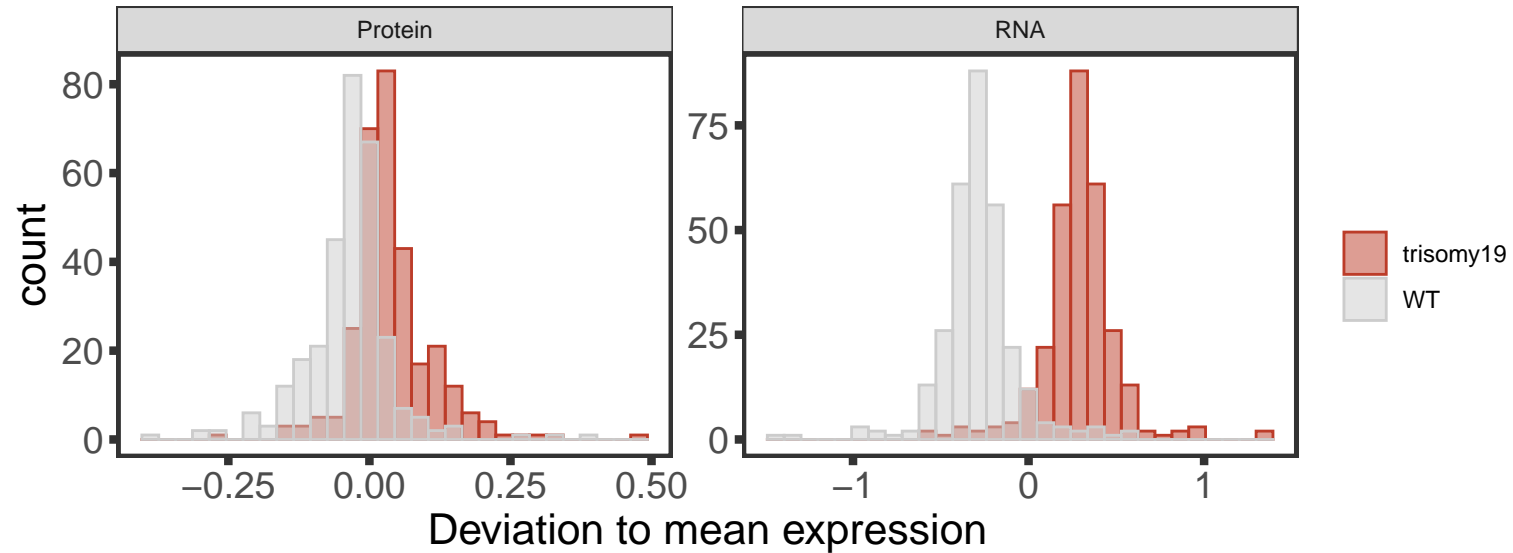 Protein
RNA
count
80
60
40
20
0
75
50
25
0
−0.25 0.00 0.25 0.50
−1 0 1
Deviation to mean expression
trisomy19
WT